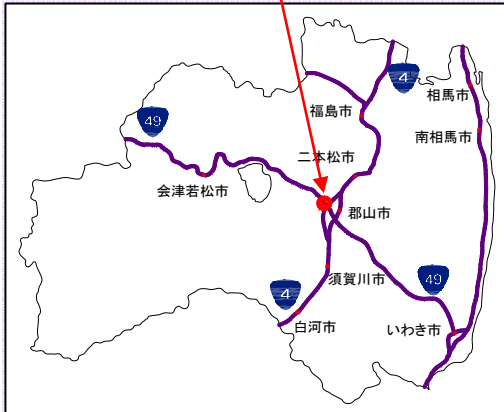 4
相馬市
福島市
49
南相馬市
二本松市
会津若松市
郡山市
須賀川市
49
4
白河市
いわき市